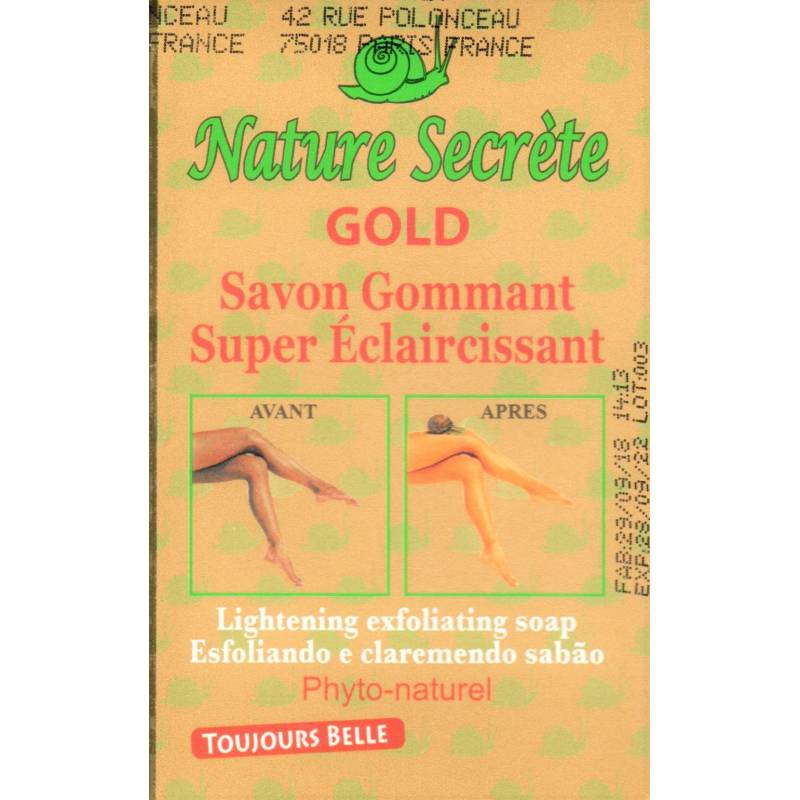 NCEAU 42 RUE POLONCEAU
FRANCE 75018 PARIS FRANCE
Nature Secrète
GOLD
Savon Gommant
Super Éclaircissant
AVANT
APRES
FAB:29/09/18 14:13
EXP:28/09/22 LOT:003
Lightening exfoliating soap
Esfoliando e claremendo sabão
Phyto-naturel
TOUJOURS BELLE